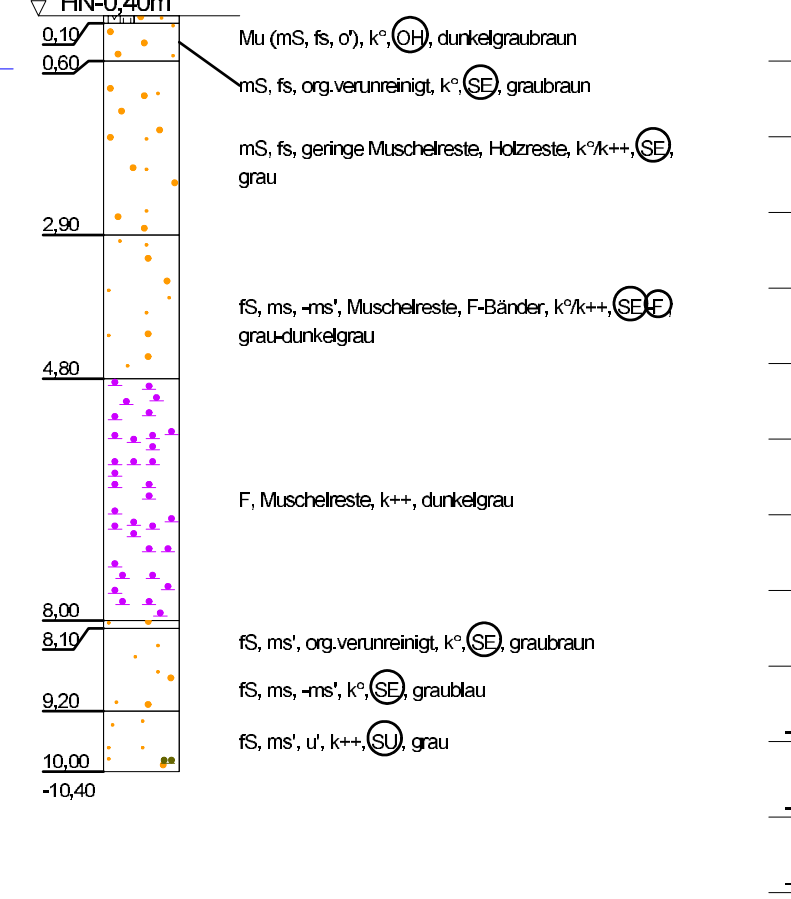 HN-0,40m
0,10
Mu (mS, fs, o'), k°, OH, dunkelgraubraun
0,60
mS, fs, org.verunreinigt, k°, SE, graubraun
mS, fs, geringe Muschelreste, Holzreste, k°/k++, SE,
grau
2,90
fS, ms, -ms', Muschelreste, F-Bänder, k°/k++, SE-F,
grau-dunkelgrau
4,80
F, Muschelreste, k++, dunkelgrau
8,00
8,10
fS, ms', org.verunreinigt, k°, SE, graubraun
fS, ms, -ms', k°, SE, graublau
9,20
fS, ms', u', k++, SU, grau
10,00
-10,40